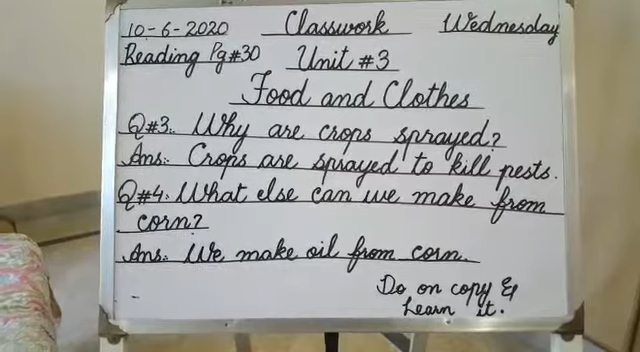 10-6-2020 Classwork Wednesday
Reading Pg#30 Unit #3
Food and Clothes
Q#3:. Why are crops sprayed?
Ans:. Crops are sprayed to kill pests.
Q#4:. What else can we make from
corn?
Ans:. We make oil from corn.
Do on copy &
Learn it.